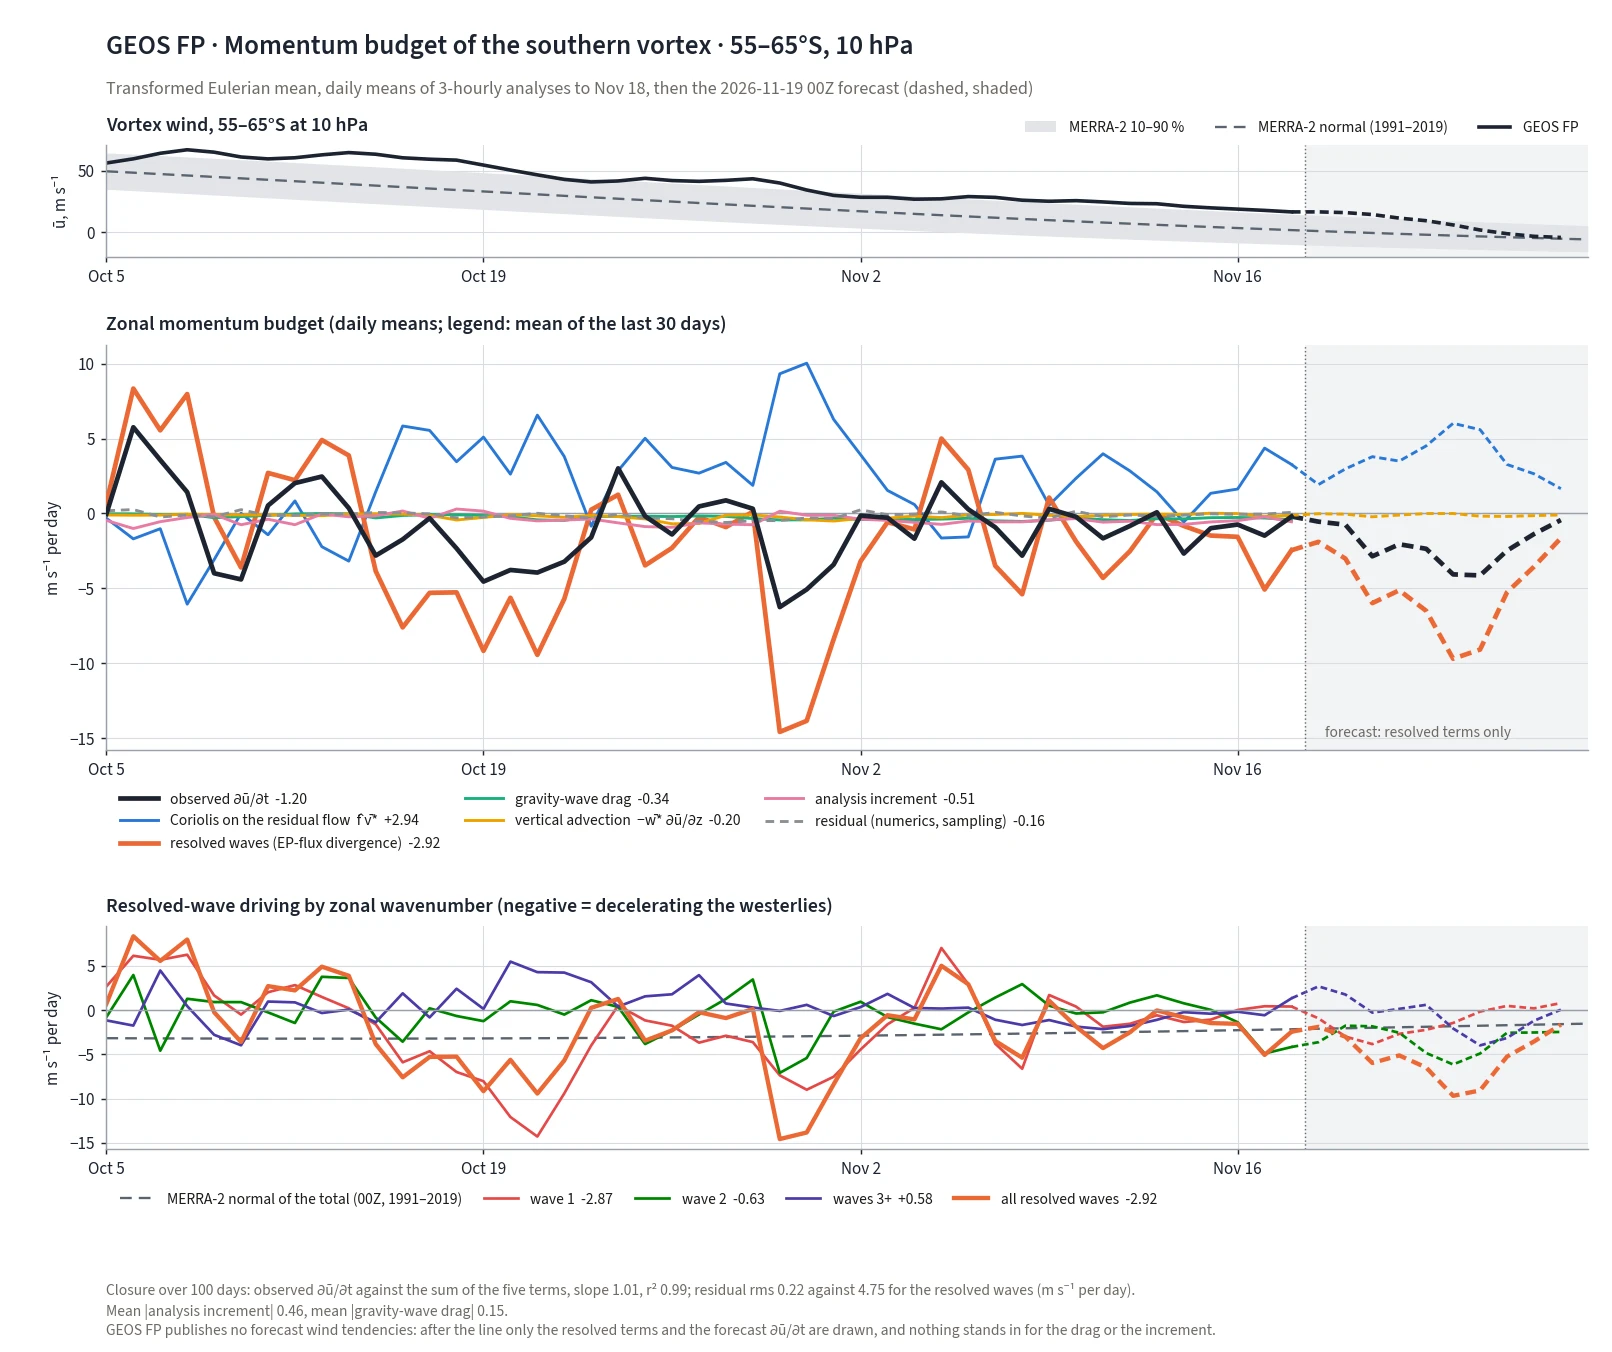 GEOS FP · Momentum budget of the southern vortex · 55–65°S, 10 hPa
Transformed Eulerian mean, daily means of 3-hourly analyses to Nov 18, then the 2026-11-19 00Z forecast (dashed, shaded)
Vortex wind, 55–65°S at 10 hPa
MERRA-2 10–90 %
MERRA-2 normal (1991–2019)
GEOS FP
ū, m s⁻¹
50
0
Oct 5
Oct 19
Nov 2
Nov 16
Zonal momentum budget (daily means; legend: mean of the last 30 days)
m s⁻¹ per day
10
5
0
−5
−10
−15
forecast: resolved terms only
Oct 5
Oct 19
Nov 2
Nov 16
observed ∂ū/∂t -1.20
gravity-wave drag -0.34
analysis increment -0.51
Coriolis on the residual flow f v̄* +2.94
vertical advection −w̄* ∂ū/∂z -0.20
residual (numerics, sampling) -0.16
resolved waves (EP-flux divergence) -2.92
Resolved-wave driving by zonal wavenumber (negative = decelerating the westerlies)
m s⁻¹ per day
5
0
−5
−10
−15
Oct 5
Oct 19
Nov 2
Nov 16
MERRA-2 normal of the total (00Z, 1991–2019)
wave 1 -2.87
wave 2 -0.63
waves 3+ +0.58
all resolved waves -2.92
Closure over 100 days: observed ∂ū/∂t against the sum of the five terms, slope 1.01, r² 0.99; residual rms 0.22 against 4.75 for the resolved waves (m s⁻¹ per day).
Mean |analysis increment| 0.46, mean |gravity-wave drag| 0.15.
GEOS FP publishes no forecast wind tendencies: after the line only the resolved terms and the forecast ∂ū/∂t are drawn, and nothing stands in for the drag or the increment.